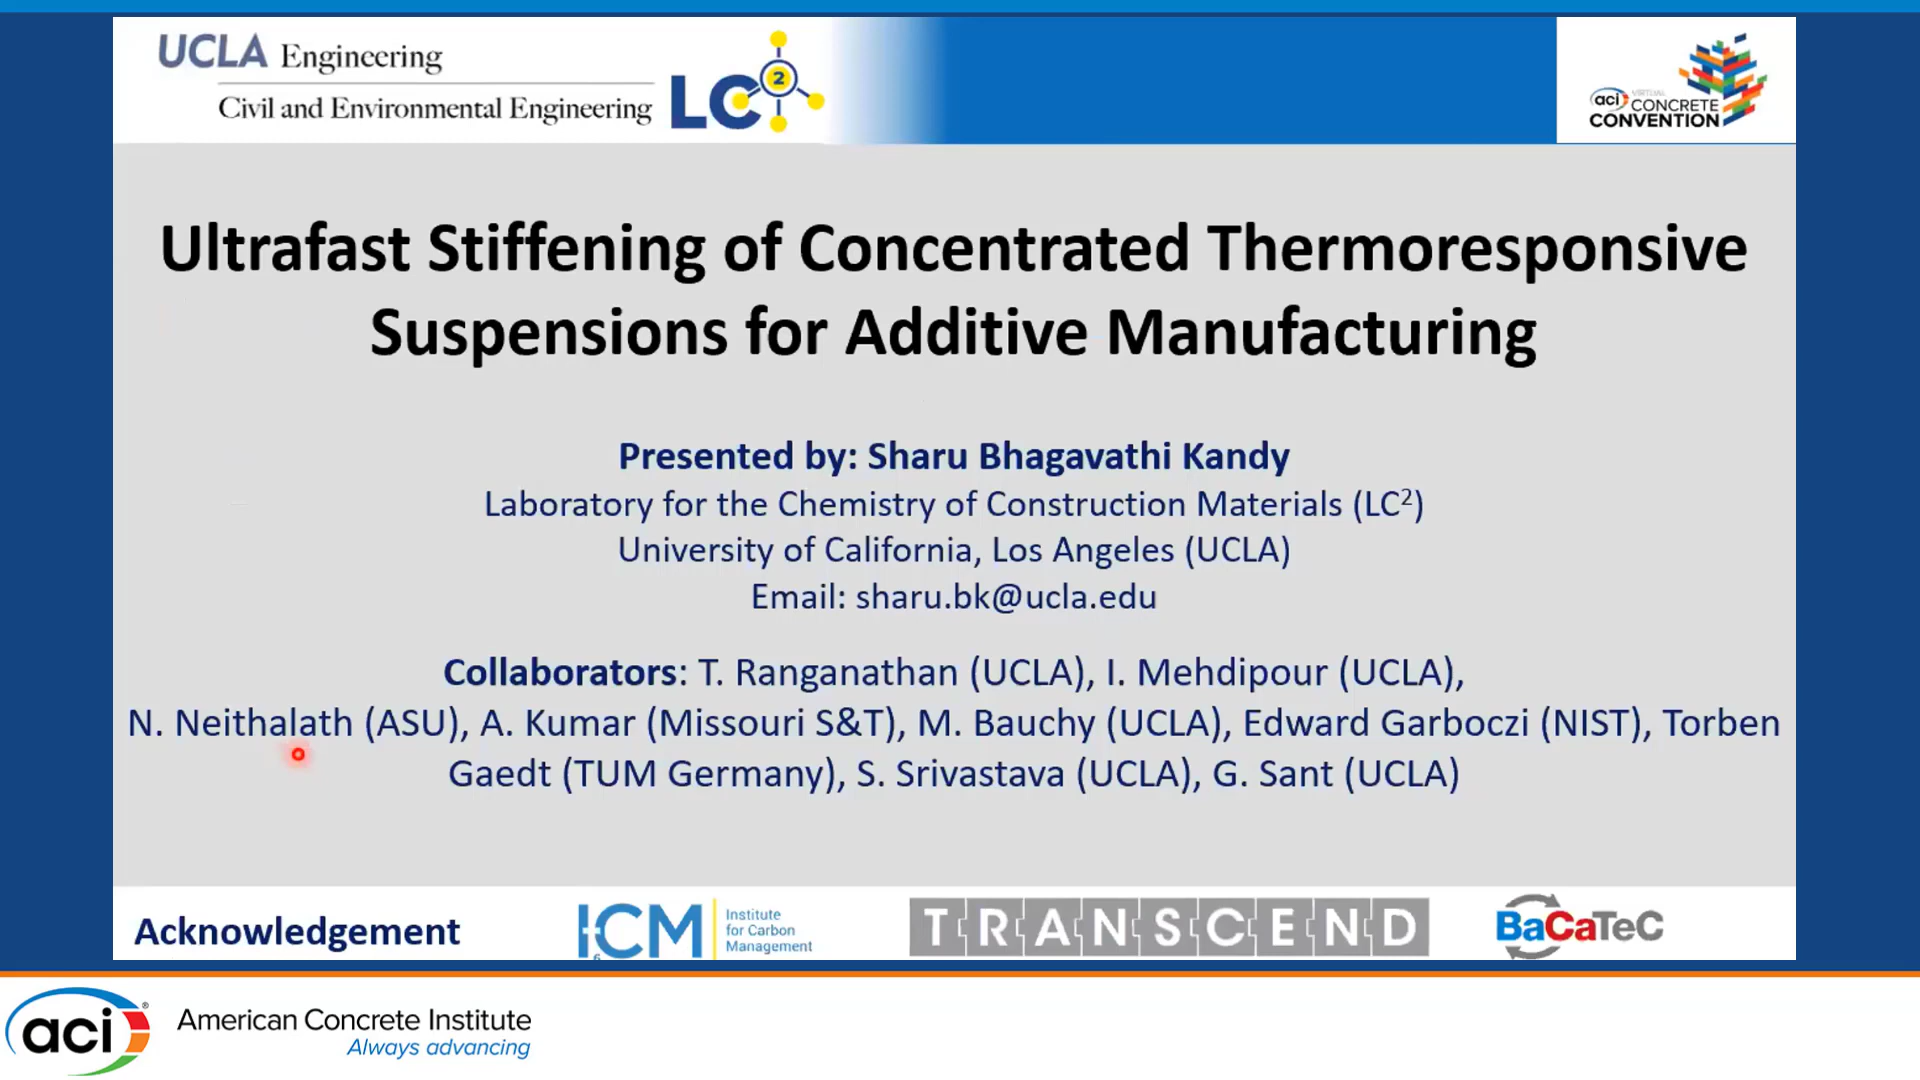 UCLA Engineering
Civil and Environmental Engineering
LC 2
aci VIRTUAL
CONCRETE
CONVENTION
Ultrafast Stiffening of Concentrated Thermoresponsive
Suspensions for Additive Manufacturing
Presented by: Sharu Bhagavathi Kandy
Laboratory for the Chemistry of Construction Materials (LC²)
University of California, Los Angeles (UCLA)
Email: sharu.bk@ucla.edu
Collaborators: T. Ranganathan (UCLA), I. Mehdipour (UCLA),
N. Neithalath (ASU), A. Kumar (Missouri S&T), M. Bauchy (UCLA), Edward Garboczi (NIST), Torben
Gaedt (TUM Germany), S. Srivastava (UCLA), G. Sant (UCLA)
Acknowledgement
ICM
6
Institute
for Carbon
Management
TRANSCEND
BaCaTeC
aci®
American Concrete Institute
Always advancing